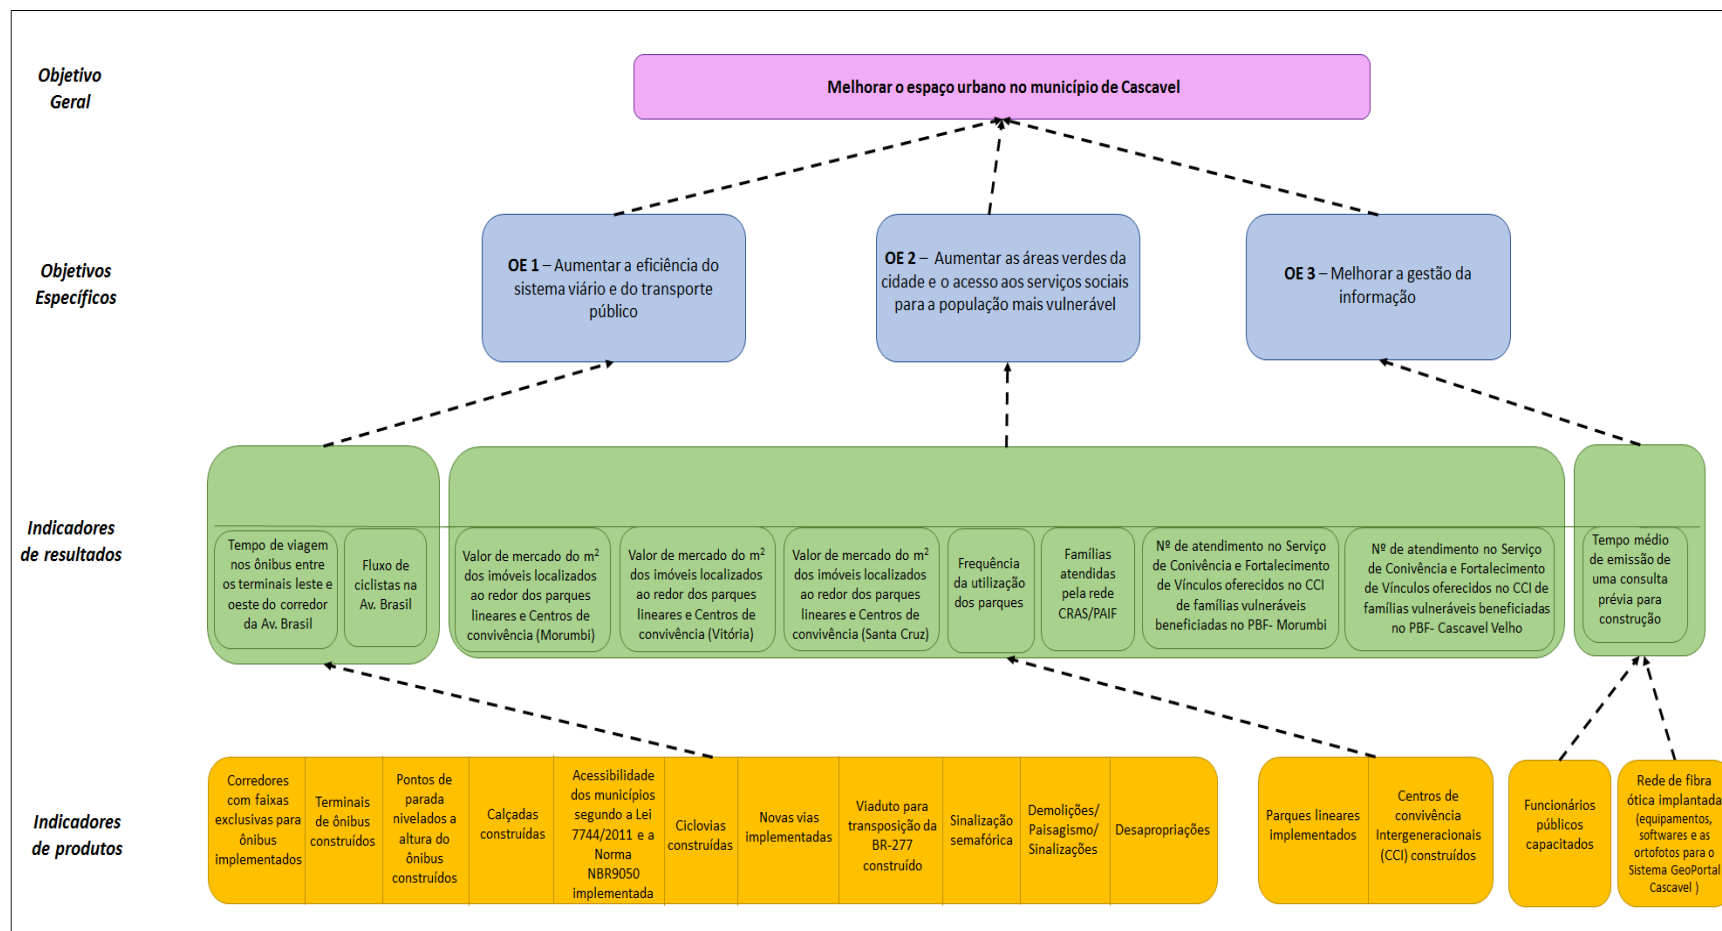 Objetivo
Geral
Melhorar o espaço urbano no município de Cascavel
Objetivos
Específicos
OE 1 – Aumentar a eficiência do
sistema viário e do transporte
público
OE 2 – Aumentar as áreas verdes da
cidade e o acesso aos serviços sociais
para a população mais vulnerável
OE 3 – Melhorar a gestão da
informação
Indicadores
de resultados
Tempo de viagem
nos ônibus entre
os terminais leste e
oeste do corredor
da Av. Brasil
Fluxo de
ciclistas na
Av. Brasil
Valor de mercado do m²
dos imóveis localizados
ao redor dos parques
lineares e Centros de
convivência (Morumbi)
Valor de mercado do m²
dos imóveis localizados
ao redor dos parques
lineares e Centros de
convivência (Vitória)
Valor de mercado do m²
dos imóveis localizados
ao redor dos parques
lineares e Centros de
convivência (Santa Cruz)
Frequência
da utilização
dos parques
Famílias
atendidas
pela rede
CRAS/PAIF
Nº de atendimento no Serviço
de Conivência e Fortalecimento
de Vínculos oferecidos no CCI
de famílias vulneráveis
beneficiadas no PBF- Morumbi
Nº de atendimento no Serviço
de Conivência e Fortalecimento
de Vínculos oferecidos no CCI de
famílias vulneráveis beneficiadas
no PBF- Cascavel Velho
Tempo médio
de emissão de
uma consulta
prévia para
construção
Indicadores
de produtos
Corredores
com faixas
exclusivas para
ônibus
implementados
Terminais
de ônibus
construídos
Pontos de
parada
nivelados a
altura do
ônibus
construídos
Calçadas
construídas
Acessibilidade
dos municípios
segundo a Lei
7744/2011 e a
Norma
NBR9050
implementada
Ciclovias
construídas
Novas vias
implementadas
Viaduto para
transposição da
BR-277
construído
Sinalização
semafórica
Demolições/
Paisagismo/
Sinalizações
Desapropriações
Parques lineares
implementados
Centros de
convivência
Intergeneracionais
(CCI) construídos
Funcionários
públicos
capacitados
Rede de fibra
ótica implantada
(equipamentos,
softwares e as
ortofotos para o
Sistema GeoPortal
Cascavel )